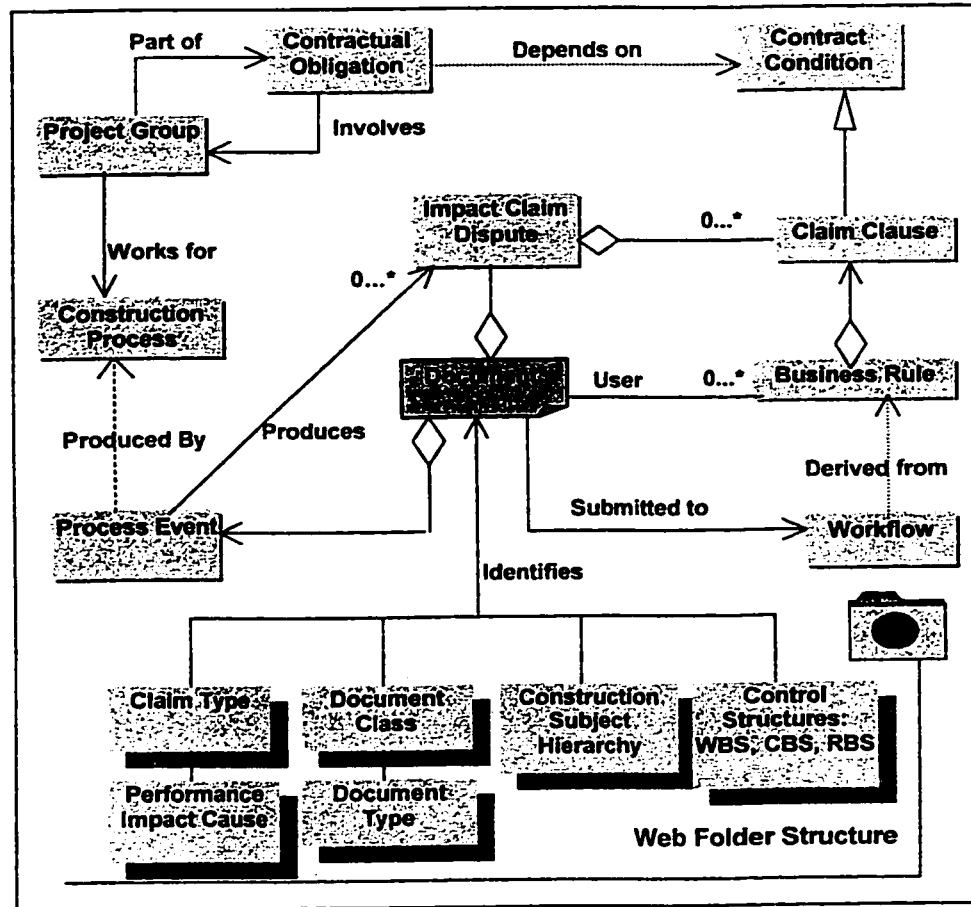 Part of
Contractual
Obligation
Depends on
Contract
Condition
Project Group
Involves
Impact Claim
Dispute
0...*
Claim Clause
Works for
0...*
Construction
Process
User
0...*
Business Rule
Produced By
Produces
Derived from
Process Event
Submitted to
Workflow
Identifies
Claim Type
Document
Class
Construction
Subject
Hierarchy
Control
Structures:
WBS, CBS, RBS
Performance
Impact Cause
Document
Type
Web Folder Structure